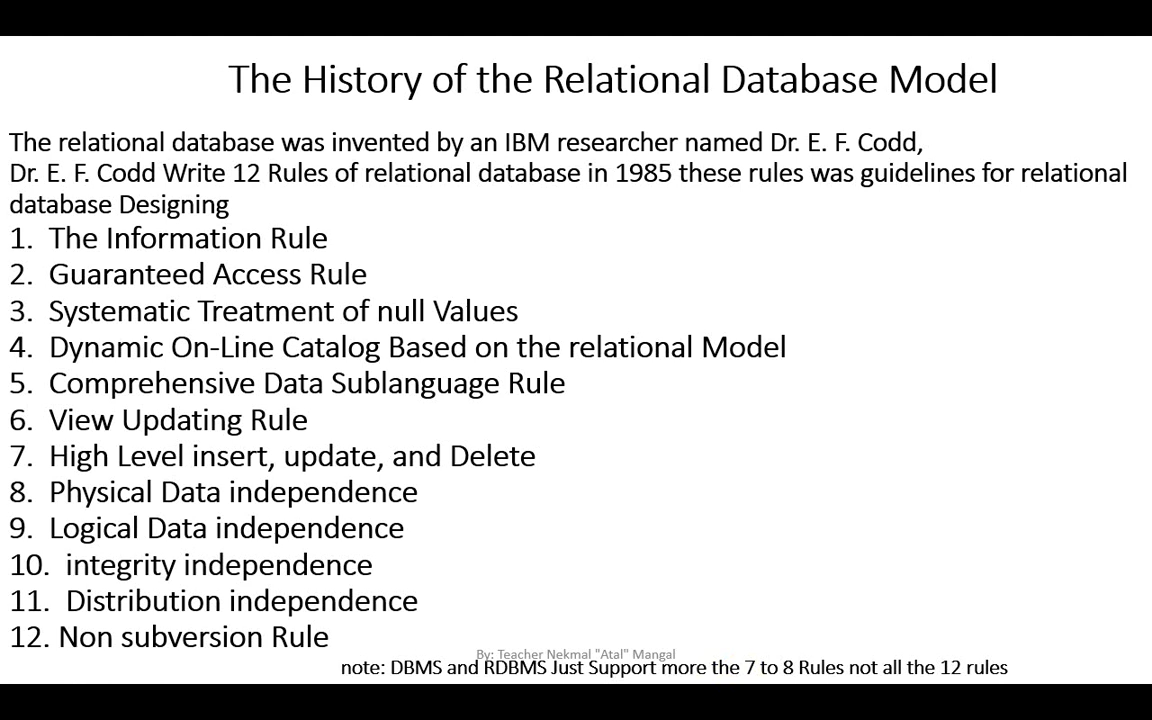 The History of the Relational Database Model
The relational database was invented by an IBM researcher named Dr. E. F. Codd,
Dr. E. F. Codd Write 12 Rules of relational database in 1985 these rules was guidelines for relational
database Designing
1. The Information Rule
2. Guaranteed Access Rule
3. Systematic Treatment of null Values
4. Dynamic On-Line Catalog Based on the relational Model
5. Comprehensive Data Sublanguage Rule
6. View Updating Rule
7. High Level insert, update, and Delete
8. Physical Data independence
9. Logical Data independence
10. integrity independence
11. Distribution independence
12. Non subversion Rule
By: Teacher Nekmal "Atal" Mangal
note: DBMS and RDBMS Just Support more the 7 to 8 Rules not all the 12 rules